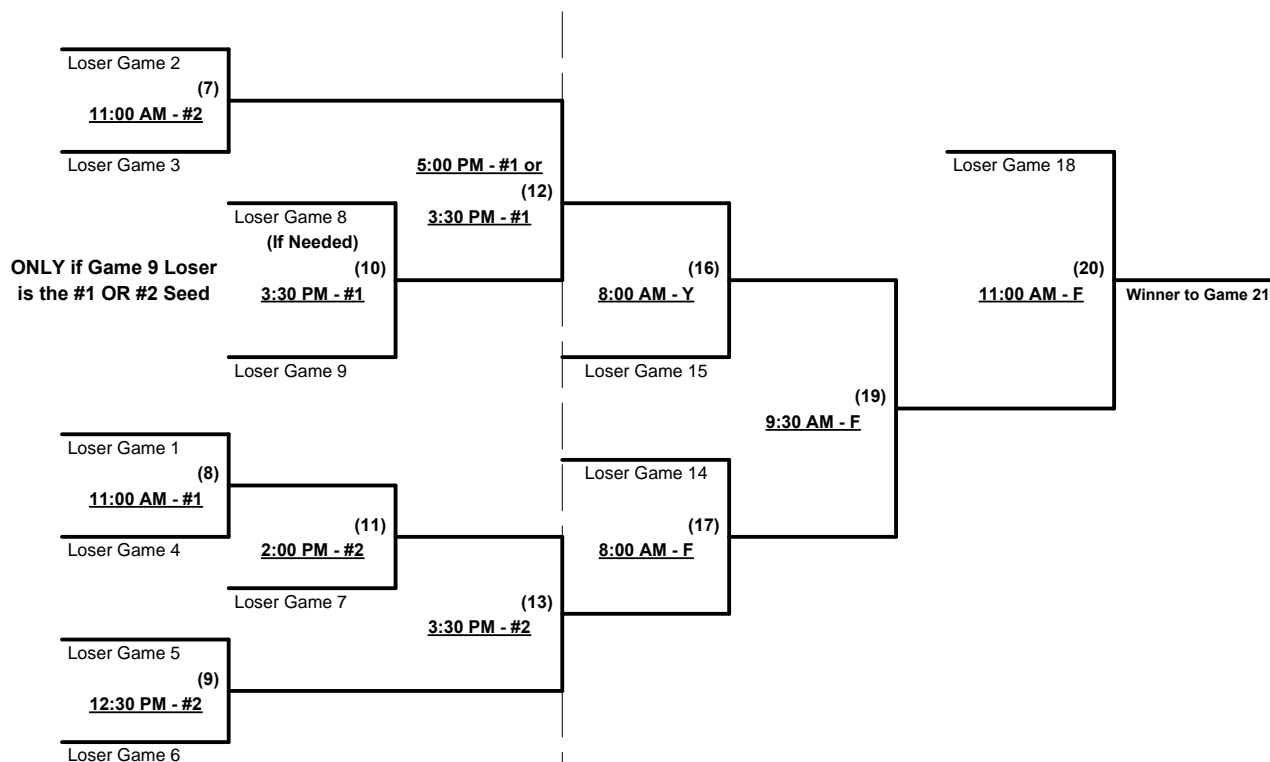 Loser Game 2
(7)
11:00 AM - #2
Loser Game 3
5:00 PM - #1 or
(12)
3:30 PM - #1
Loser Game 18
Loser Game 8
(If Needed)
(10)
3:30 PM - #1
ONLY if Game 9 Loser
is the #1 OR #2 Seed
Loser Game 9
(16)
8:00 AM - Y
Loser Game 15
(20)
11:00 AM - F
Winner to Game 21
(19)
9:30 AM - F
Loser Game 1
(8)
11:00 AM - #1
Loser Game 4
(11)
2:00 PM - #2
Loser Game 7
Loser Game 14
(17)
8:00 AM - F
(13)
3:30 PM - #2
Loser Game 5
(9)
12:30 PM - #2
Loser Game 6